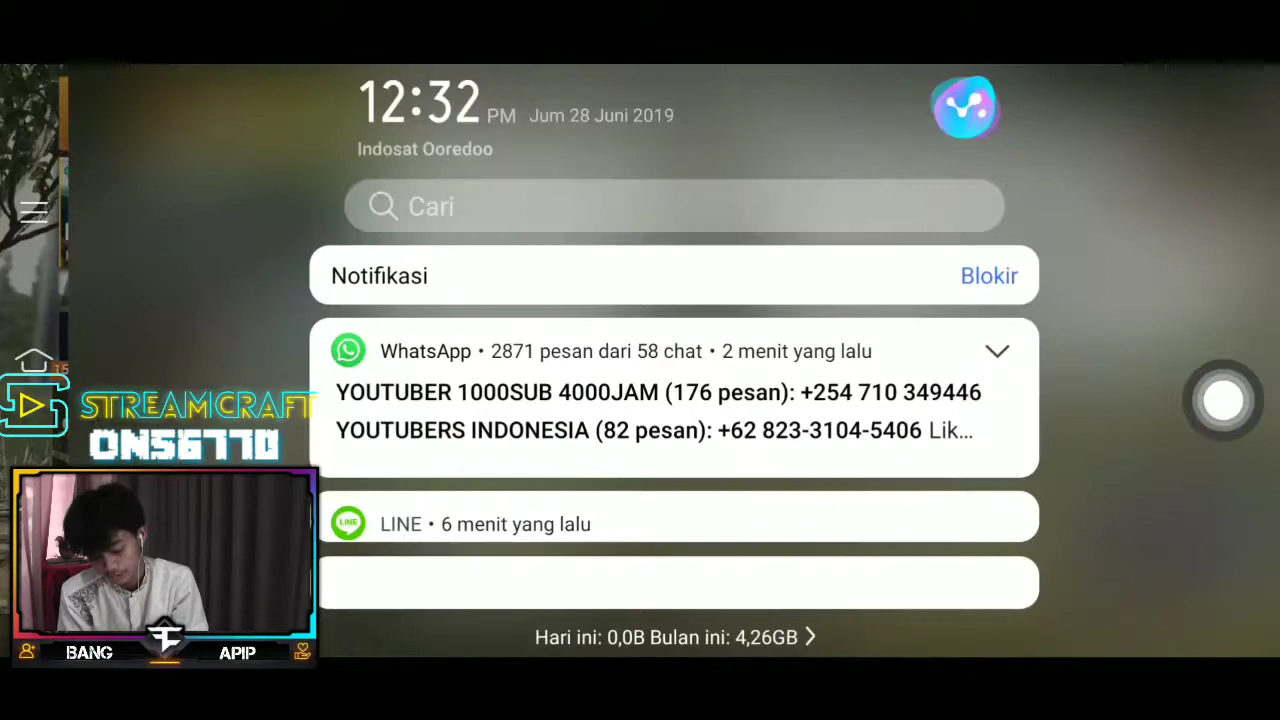 12:32 PM Jum 28 Juni 2019
Indosat Ooredoo
Cari
Notifikasi Blokir
WhatsApp • 2871 pesan dari 58 chat • 2 menit yang lalu
YOUTUBER 1000SUB 4000JAM (176 pesan): +254 710 349446
YOUTUBERS INDONESIA (82 pesan): +62 823-3104-5406 Lik...
LINE • 6 menit yang lalu
Hari ini: 0,0B Bulan ini: 4,26GB
15
STREAMCRAFT
ON56770
BANG APIP